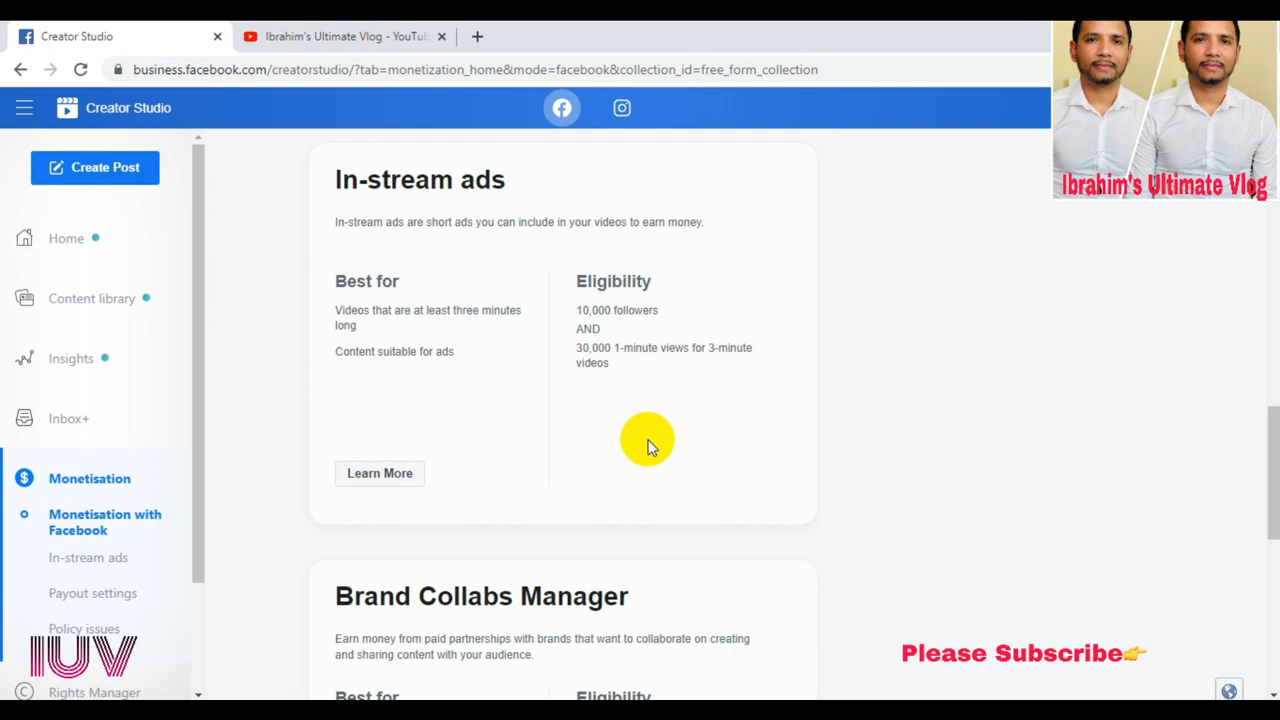 Creator Studio
Ibrahim's Ultimate Vlog - YouTu
business.facebook.com/creatorstudio/?tab=monetization_home&mode=facebook&collection_id=free_form_collection
Creator Studio
Ibrahim's Ultimate Vlog
Create Post
Home
Content library
Insights
Inbox+
Monetisation
Monetisation with
Facebook
In-stream ads
Payout settings
Policy issues
Rights Manager
IUV
In-stream ads
In-stream ads are short ads you can include in your videos to earn money.
Best for
Videos that are at least three minutes
long
Content suitable for ads
Learn More
Eligibility
10,000 followers
AND
30,000 1-minute views for 3-minute
videos
Brand Collabs Manager
Earn money from paid partnerships with brands that want to collaborate on creating
and sharing content with your audience.
Best for
Eligibility
Please Subscribe